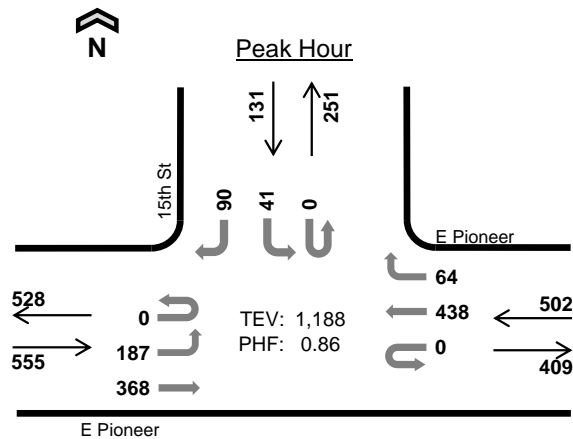 N
Peak Hour
131
251
15th St
90
41
0
E Pioneer
64
528
438
502
0
TEV: 1,188
187
PHF: 0.86
0
555
409
368
E Pioneer